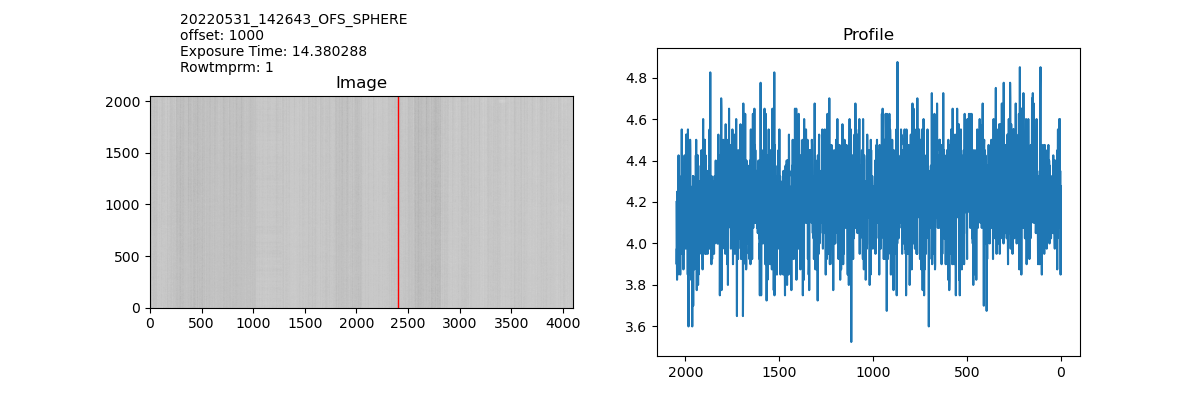 20220531_142643_OFS_SPHERE
offset: 1000
Exposure Time: 14.380288
Rowtmprm: 1
Image
2000
1500
1000
500
0
0 500 1000 1500 2000 2500 3000 3500 4000
Profile
4.8
4.6
4.4
4.2
4.0
3.8
3.6
2000 1500 1000 500 0